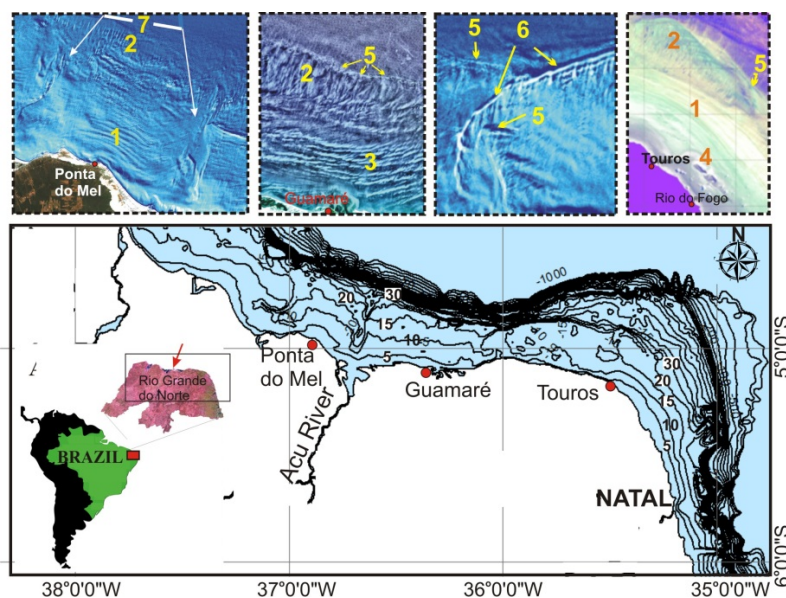 7
2
1
Ponta
do Mel
5
2
3
Guamaré
5
6
5
2
5
1
4
Touros
Rio do Fogo
N
-1000
20
30
15
10
5
Ponta
do Mel
Guamaré
Touros
30
20
15
10
5
Acu River
NATAL
Rio Grande
do Norte
BRAZIL
5°0'0"S
6°0'0"S
38°0'0"W
37°0'0"W
36°0'0"W
35°0'0"W